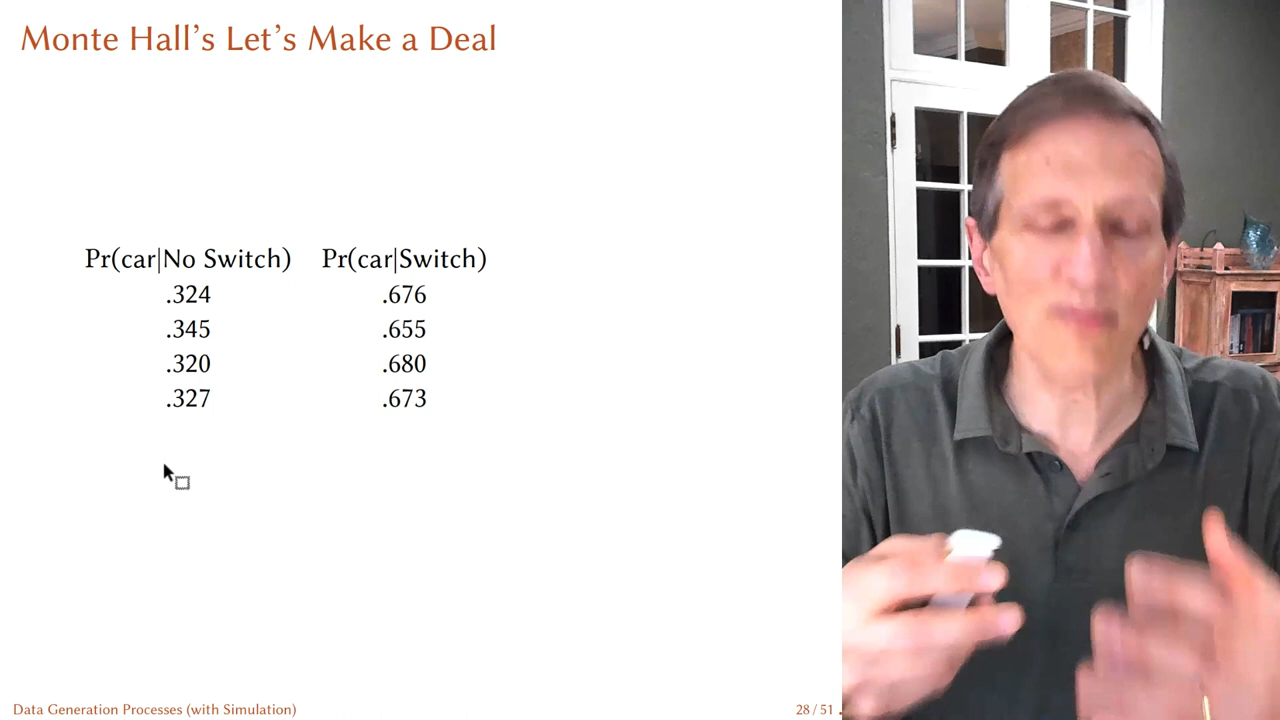 Monte Hall's Let's Make a Deal
Pr(car|No Switch) Pr(car|Switch)
.324 .676
.345 .655
.320 .680
.327 .673
Data Generation Processes (with Simulation) 28 / 51